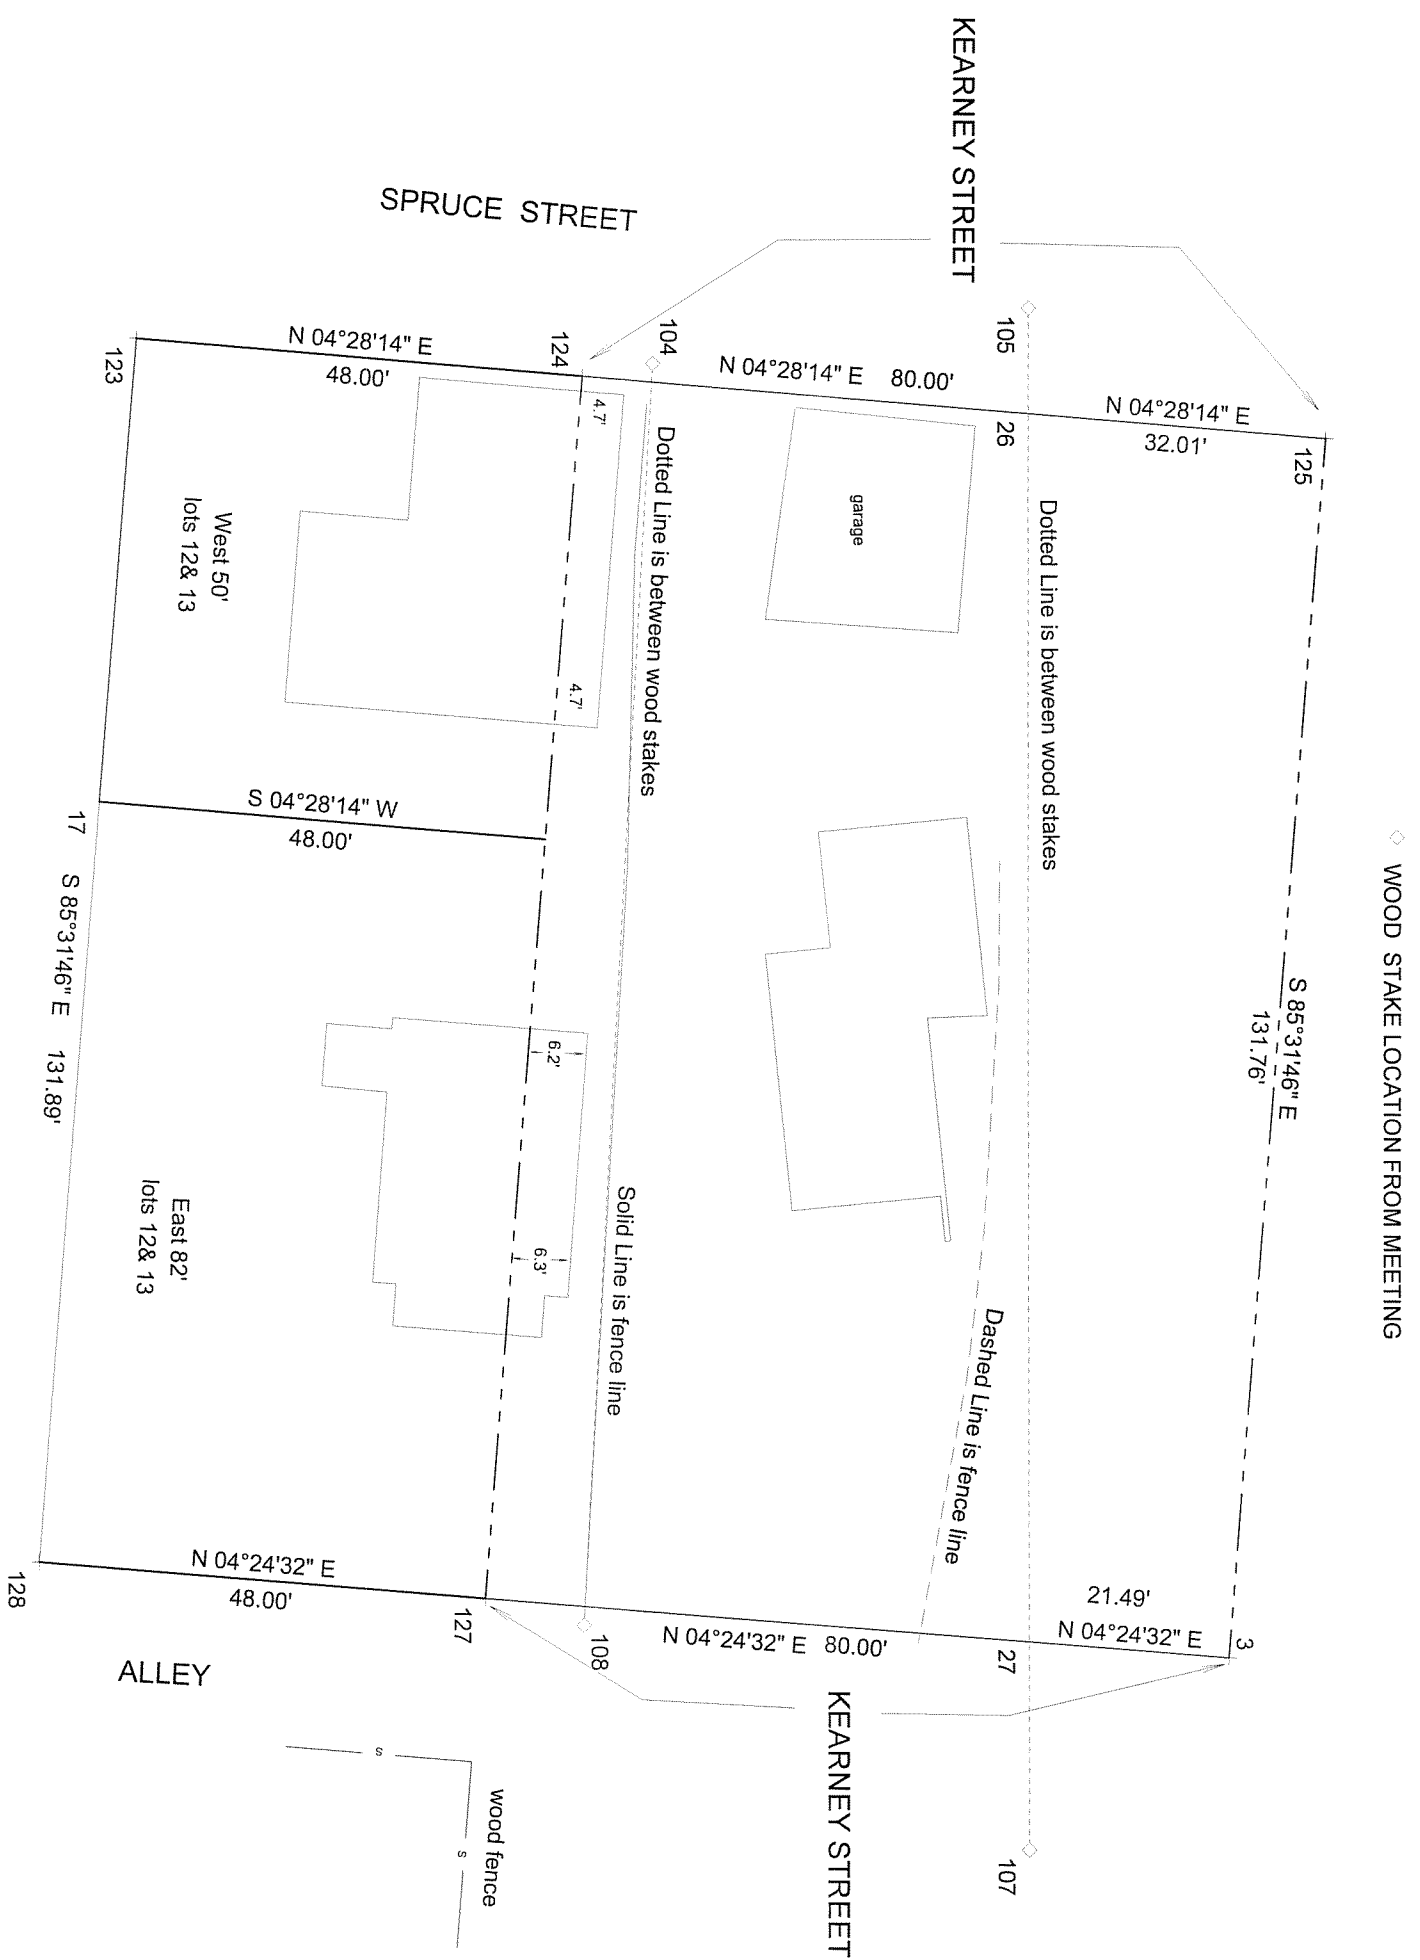 ◇ WOOD STAKE LOCATION FROM MEETING
KEARNEY STREET
SPRUCE STREET
125
N 04°28'14" E
32.01'
S 85°31'46" E
131.76'
3
21.49'
N 04°24'32" E
105
26
Dotted Line is between wood stakes
27
107
N 04°28'14" E 80.00'
garage
Dashed Line is fence line
KEARNEY STREET
104
Dotted Line is between wood stakes
Solid Line is fence line
108
N 04°24'32" E 80.00'
124
4.7'
4.7'
6.2'
6.3'
127
N 04°28'14" E
48.00'
S 04°28'14" W
48.00'
N 04°24'32" E
48.00'
West 50'
lots 12& 13
East 82'
lots 12& 13
123
17
S 85°31'46" E 131.89'
128
ALLEY
wood fence
s
s